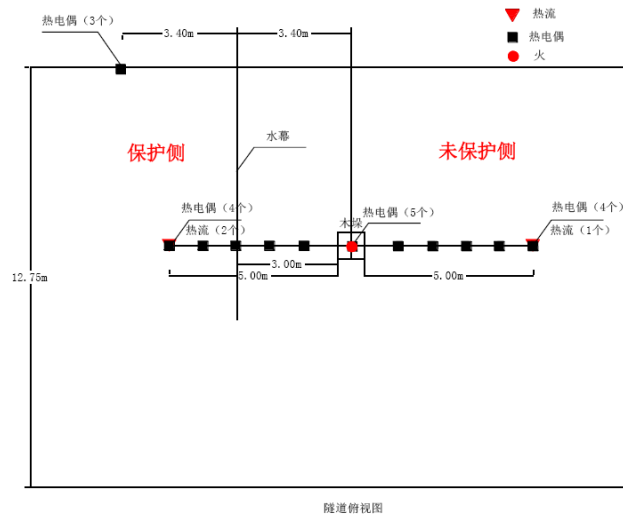 热电偶（3个）
3.40m
3.40m
热流
热电偶
火
水幕
保护侧
未保护侧
热电偶（4个）
热流（2个）
木垛
热电偶（5个）
热电偶（4个）
热流（1个）
12.75m
3.00m
5.00m
5.00m
隧道俯视图